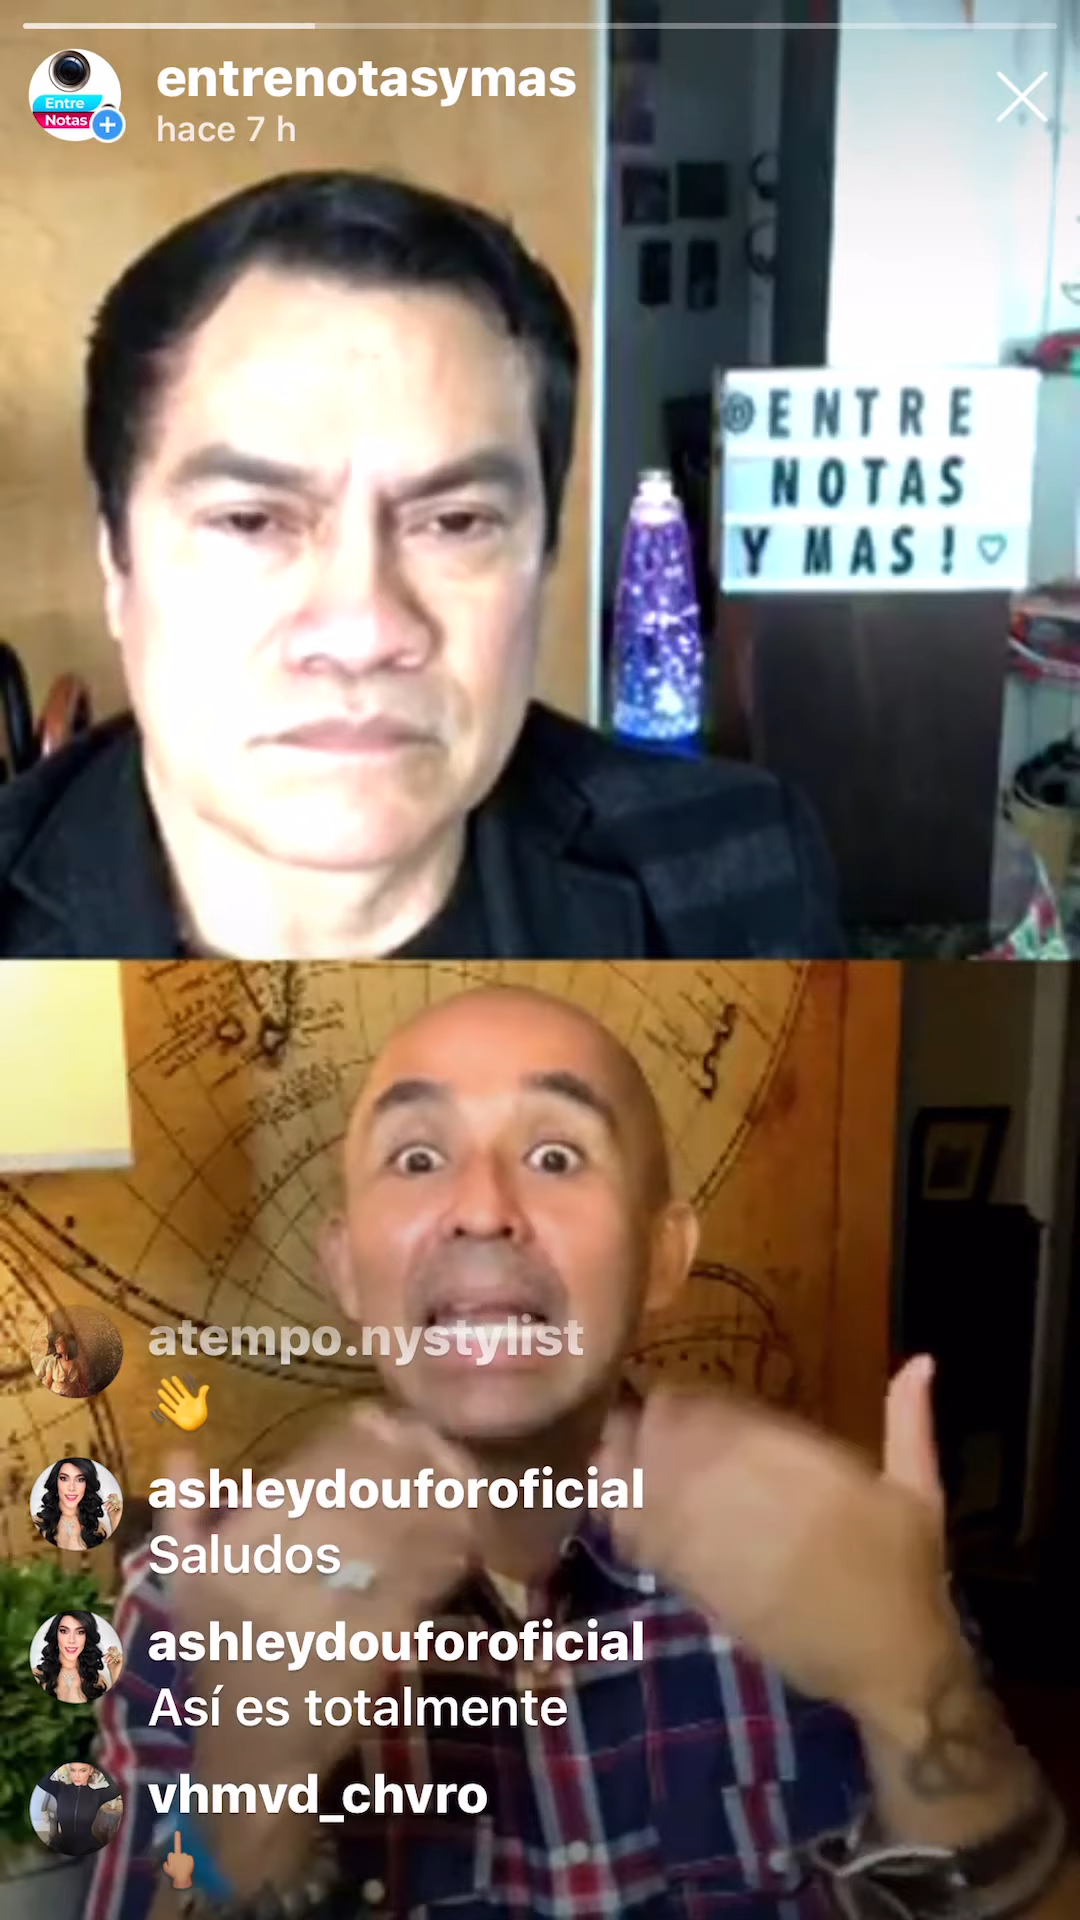 entrenotasymas
hace 7 h
Entre
Notas
@ENTRE
NOTAS
Y MAS! ♡
atempo.nystylist
👋
ashleydouforoficial
Saludos
ashleydouforoficial
Así es totalmente
vhmvd_chvro
🖕🏼